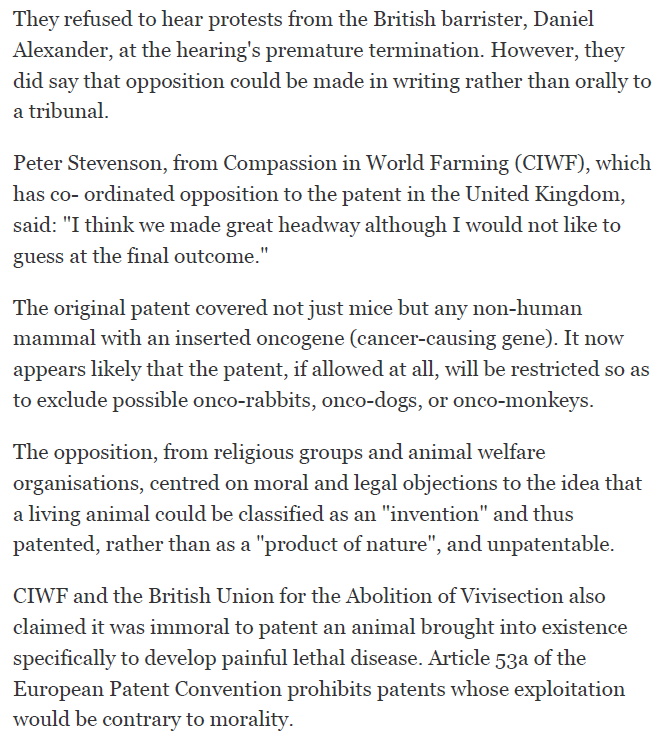 They refused to hear protests from the British barrister, Daniel
Alexander, at the hearing's premature termination. However, they
did say that opposition could be made in writing rather than orally to
a tribunal.
Peter Stevenson, from Compassion in World Farming (CIWF), which
has co- ordinated opposition to the patent in the United Kingdom,
said: "I think we made great headway although I would not like to
guess at the final outcome."
The original patent covered not just mice but any non-human
mammal with an inserted oncogene (cancer-causing gene). It now
appears likely that the patent, if allowed at all, will be restricted so as
to exclude possible onco-rabbits, onco-dogs, or onco-monkeys.
The opposition, from religious groups and animal welfare
organisations, centred on moral and legal objections to the idea that
a living animal could be classified as an "invention" and thus
patented, rather than as a "product of nature", and unpatentable.
CIWF and the British Union for the Abolition of Vivisection also
claimed it was immoral to patent an animal brought into existence
specifically to develop painful lethal disease. Article 53a of the
European Patent Convention prohibits patents whose exploitation
would be contrary to morality.